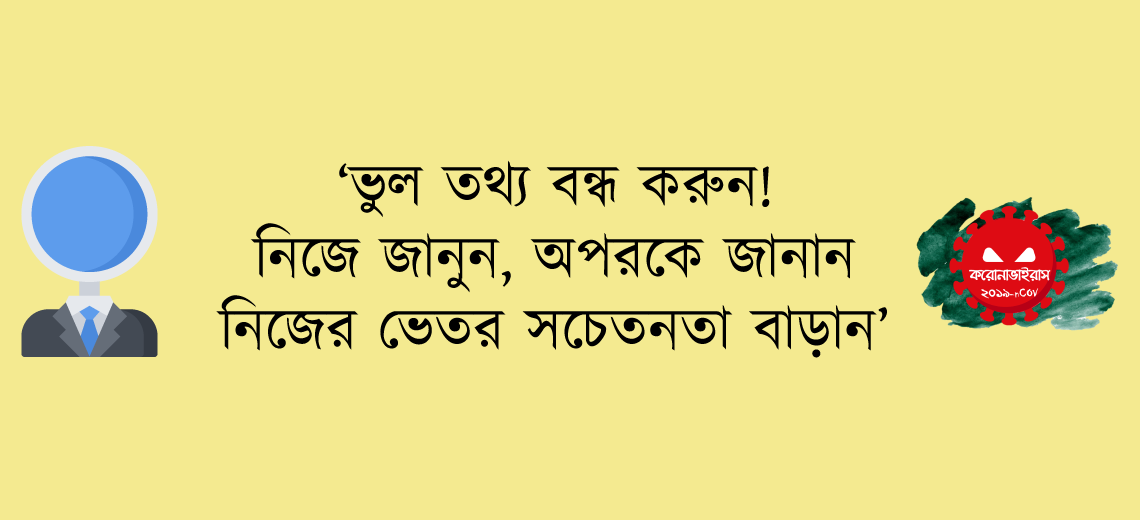 ‘ভুল তথ্য বন্ধ করুন!
নিজে জানুন, অপরকে জানান
নিজের ভেতর সচেতনতা বাড়ান’
করোনাভাইরাস
২০১৯-nCoV